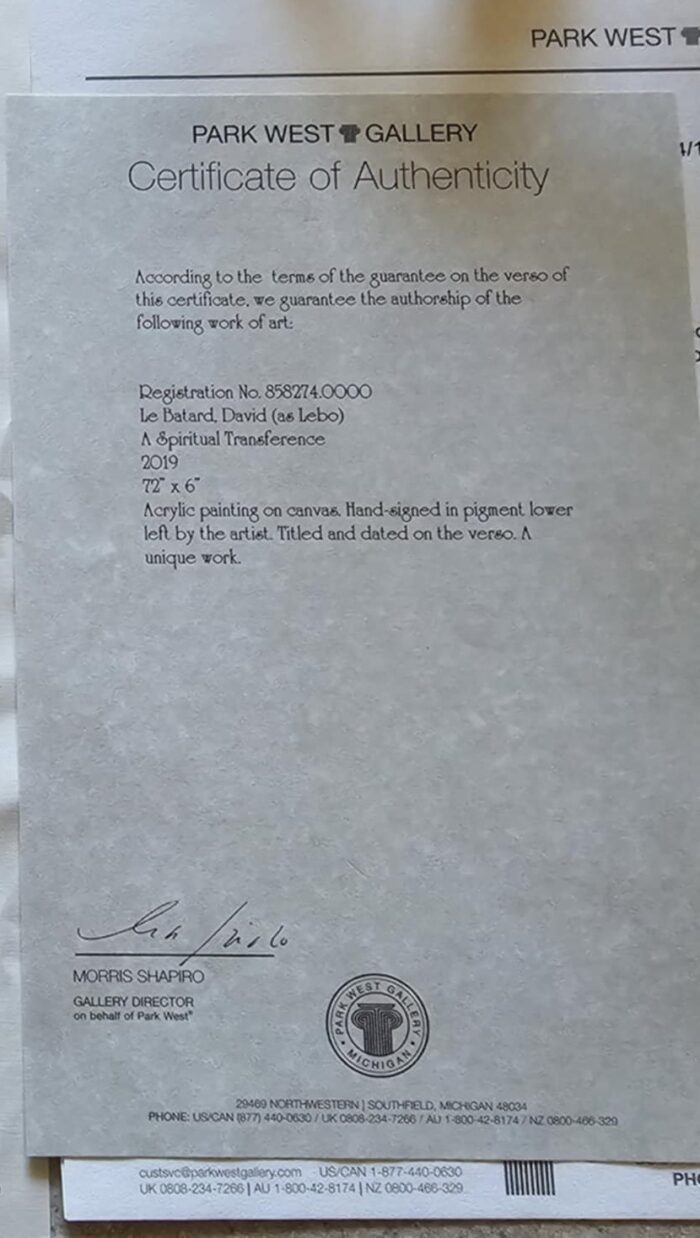 PARK WEST
PARK WEST GALLERY
Certificate of Authenticity
According to the terms of the guarantee on the verso of
this certificate, we guarantee the authorship of the
following work of art:
Registration No. 858274.0000
Le Batard, David (as Lebo)
A Spiritual Transference
2019
72" x 6"
Acrylic painting on canvas. Hand-signed in pigment lower
left by the artist. Titled and dated on the verso. A
unique work.
MORRIS SHAPIRO
GALLERY DIRECTOR
on behalf of Park West®
PARK WEST GALLERY
• MICHIGAN •
29469 NORTHWESTERN | SOUTHFIELD, MICHIGAN 48034
PHONE: US/CAN (877) 440-0630 / UK 0808-234-7266 / AU 1-800-42-8174 / NZ 0800-466-329
custsvc@parkwestgallery.com US/CAN 1-877-440-0630
UK 0808-234-7266 | AU 1-800-42-8174 | NZ 0800-466-329